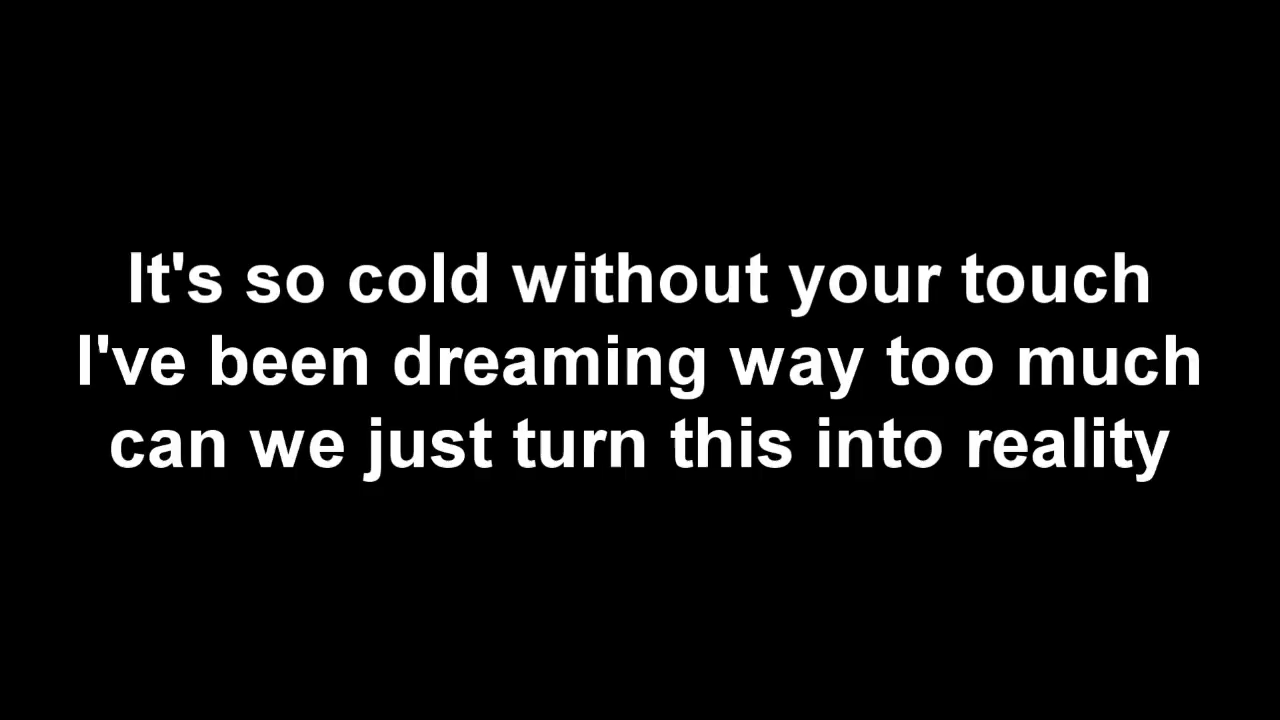 It's so cold without your touch
I've been dreaming way too much
can we just turn this into reality